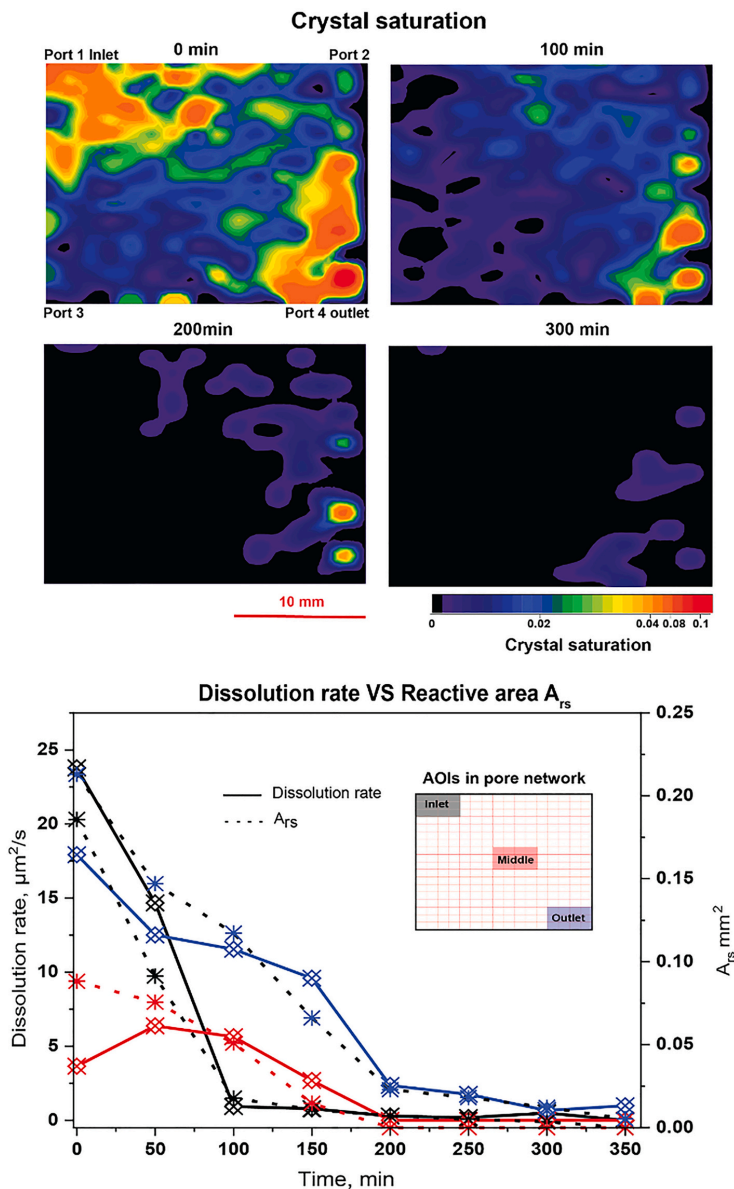 Crystal saturation
0 min
100 min
Port 1 Inlet
Port 2
Port 3
Port 4 outlet
200min
300 min
10 mm
0
0.02
0.04 0.08 0.1
Crystal saturation
Dissolution rate VS Reactive area Ars
Dissolution rate
Ars
AOIs in pore network
Inlet
Middle
Outlet
25
20
15
10
5
0
Dissolution rate, µm²/s
0.25
0.20
0.15
0.10
0.05
0.00
Ars mm²
0 50 100 150 200 250 300 350
Time, min